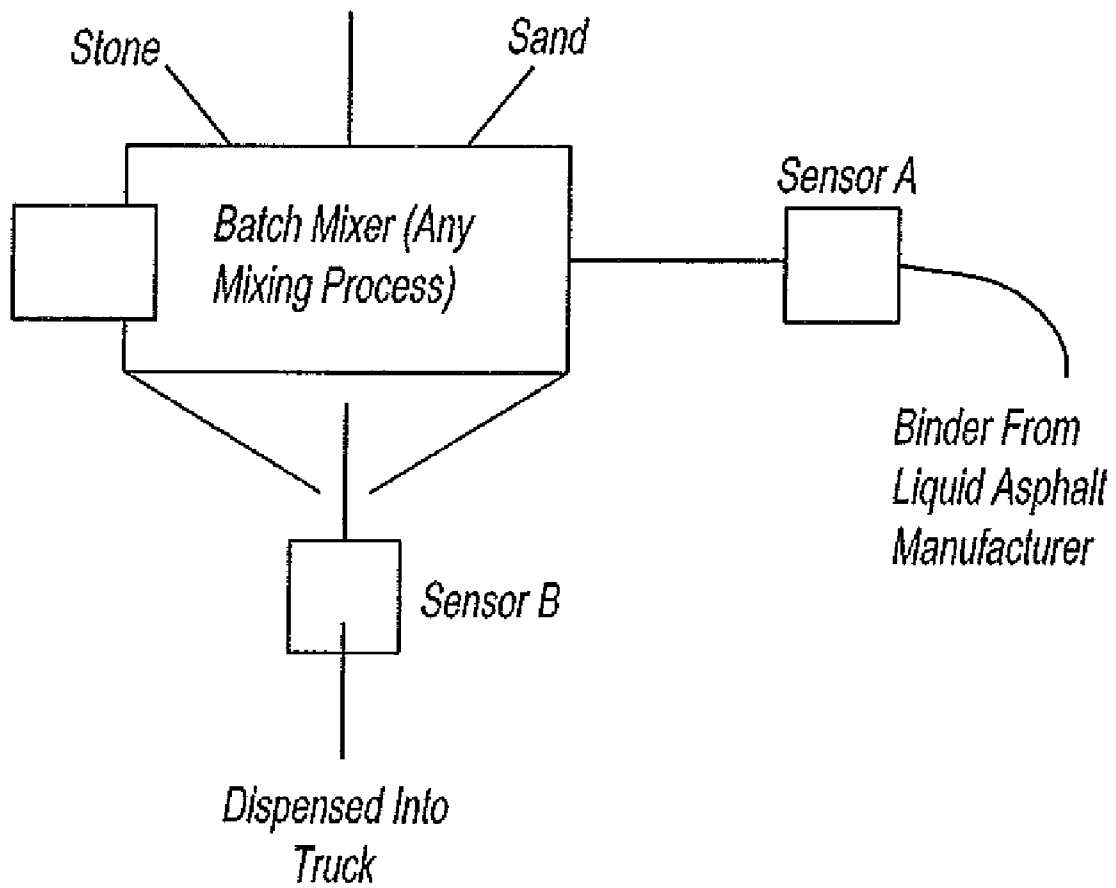 Stone
Sand
Batch Mixer (Any
Mixing Process)
Sensor A
Binder From
Liquid Asphalt
Manufacturer
Sensor B
Dispensed Into
Truck